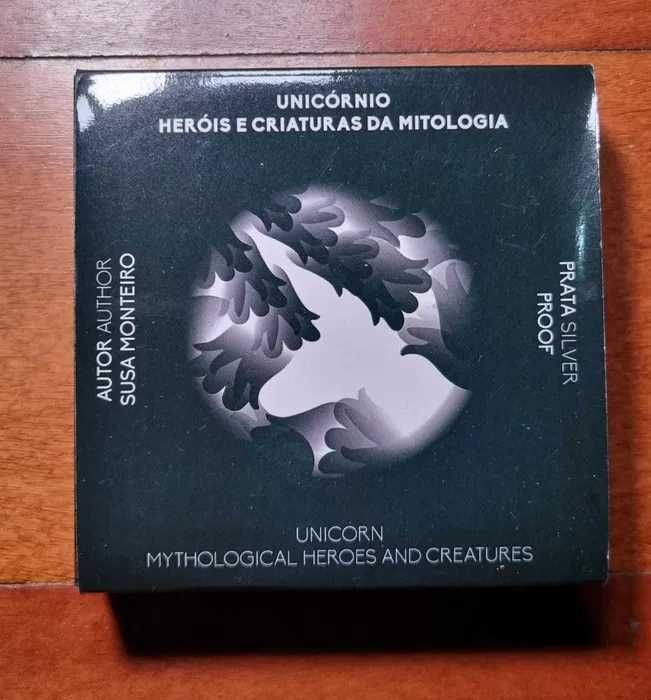 UNICÓRNIO
HERÓIS E CRIATURAS DA MITOLOGIA
AUTOR AUTHOR
SUSA MONTEIRO
PRATA SILVER
PROOF
UNICORN
MYTHOLOGICAL HEROES AND CREATURES